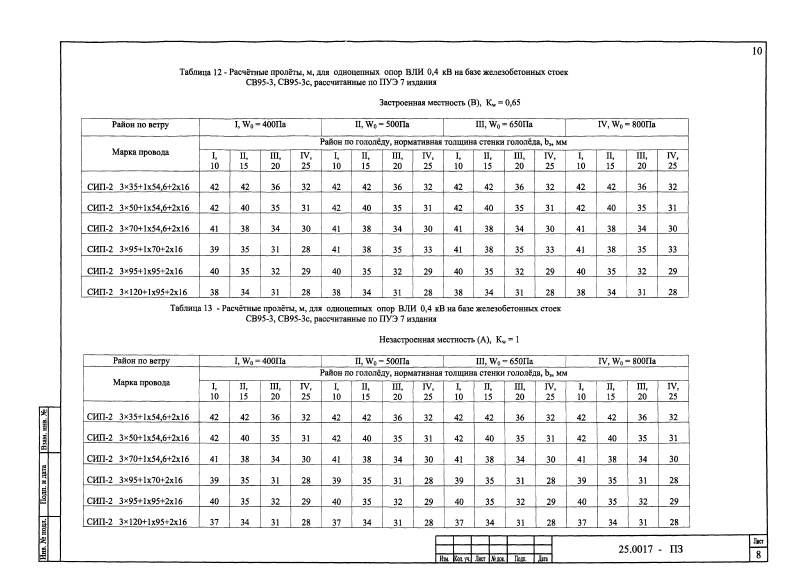 10
Таблица 12 - Расчётные пролёты, м, для одноцепных опор ВЛИ 0,4 кВ на базе железобетонных стоек
СВ95-3, СВ95-3с, рассчитанные по ПУЭ 7 издания
Застроенная местность (В), Kw = 0,65
Район по ветру I, W₀ = 400Па II, W₀ = 500Па III, W₀ = 650Па IV, W₀ = 800Па
Марка провода Район по гололёду, нормативная толщина стенки гололёда, bэ, мм
I, II, III, IV, I, II, III, IV, I, II, III, IV, I, II, III, IV,
10 15 20 25 10 15 20 25 10 15 20 25 10 15 20 25
СИП-2 3×35+1х54,6+2х16 42 42 36 32 42 42 36 32 42 42 36 32 42 42 36 32
СИП-2 3×50+1х54,6+2х16 42 40 35 31 42 40 35 31 42 40 35 31 42 40 35 31
СИП-2 3×70+1х54,6+2х16 41 38 34 30 41 38 34 30 41 38 34 30 41 38 34 30
СИП-2 3×95+1х70+2х16 39 35 31 28 41 38 35 33 41 38 35 33 41 38 35 33
СИП-2 3×95+1х95+2х16 40 35 32 29 40 35 32 29 40 35 32 29 40 35 32 29
СИП-2 3×120+1х95+2х16 38 34 31 28 38 34 31 28 38 34 31 28 38 34 31 28
Таблица 13 - Расчётные пролёты, м, для одноцепных опор ВЛИ 0,4 кВ на базе железобетонных стоек
СВ95-3, СВ95-3с, рассчитанные по ПУЭ 7 издания
Незастроенная местность (А), Kw = 1
Район по ветру I, W₀ = 400Па II, W₀ = 500Па III, W₀ = 650Па IV, W₀ = 800Па
Марка провода Район по гололёду, нормативная толщина стенки гололёда, bэ, мм
I, II, III, IV, I, II, III, IV, I, II, III, IV, I, II, III, IV,
10 15 20 25 10 15 20 25 10 15 20 25 10 15 20 25
СИП-2 3×35+1х54,6+2х16 42 42 36 32 42 42 36 32 42 42 36 32 42 42 36 32
СИП-2 3×50+1х54,6+2х16 42 40 35 31 42 40 35 31 42 40 35 31 42 40 35 31
СИП-2 3×70+1х54,6+2х16 41 38 34 30 41 38 34 30 41 38 34 30 41 38 34 30
СИП-2 3×95+1х70+2х16 39 35 31 28 39 35 31 28 39 35 31 28 39 35 31 28
СИП-2 3×95+1х95+2х16 40 35 32 29 40 35 32 29 40 35 32 29 40 35 32 29
СИП-2 3×120+1х95+2х16 37 34 31 28 37 34 31 28 37 34 31 28 37 34 31 28
Взам. инв. №
Подп. и дата
Инв. № подл.
Изм. Кол. уч. Лист № док. Подп. Дата
25.0017 - ПЗ
Лист
8